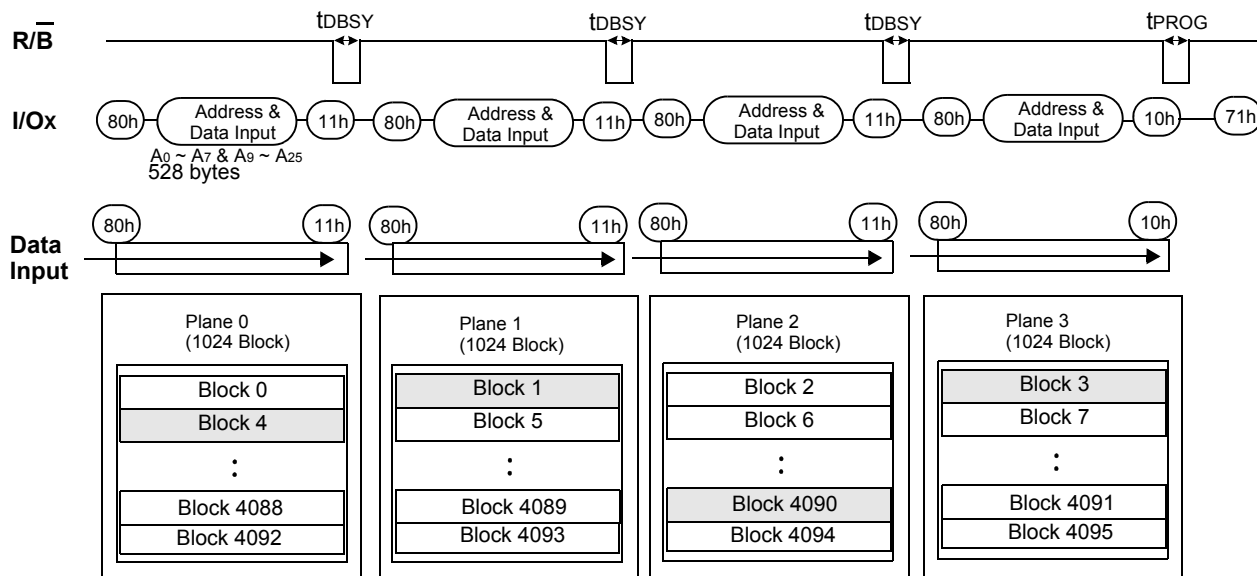 tDBSY tDBSY tDBSY tPROG
R/B
I/Ox
80h Address & Data Input 11h 80h Address & Data Input 11h 80h Address & Data Input 11h 80h Address & Data Input 10h 71h
A0 ~ A7 & A9 ~ A25
528 bytes
80h 11h 80h 11h 80h 11h 80h 10h
Data
Input
Plane 0
(1024 Block)
Block 0
Block 4
:
Block 4088
Block 4092
Plane 1
(1024 Block)
Block 1
Block 5
:
Block 4089
Block 4093
Plane 2
(1024 Block)
Block 2
Block 6
:
Block 4090
Block 4094
Plane 3
(1024 Block)
Block 3
Block 7
:
Block 4091
Block 4095